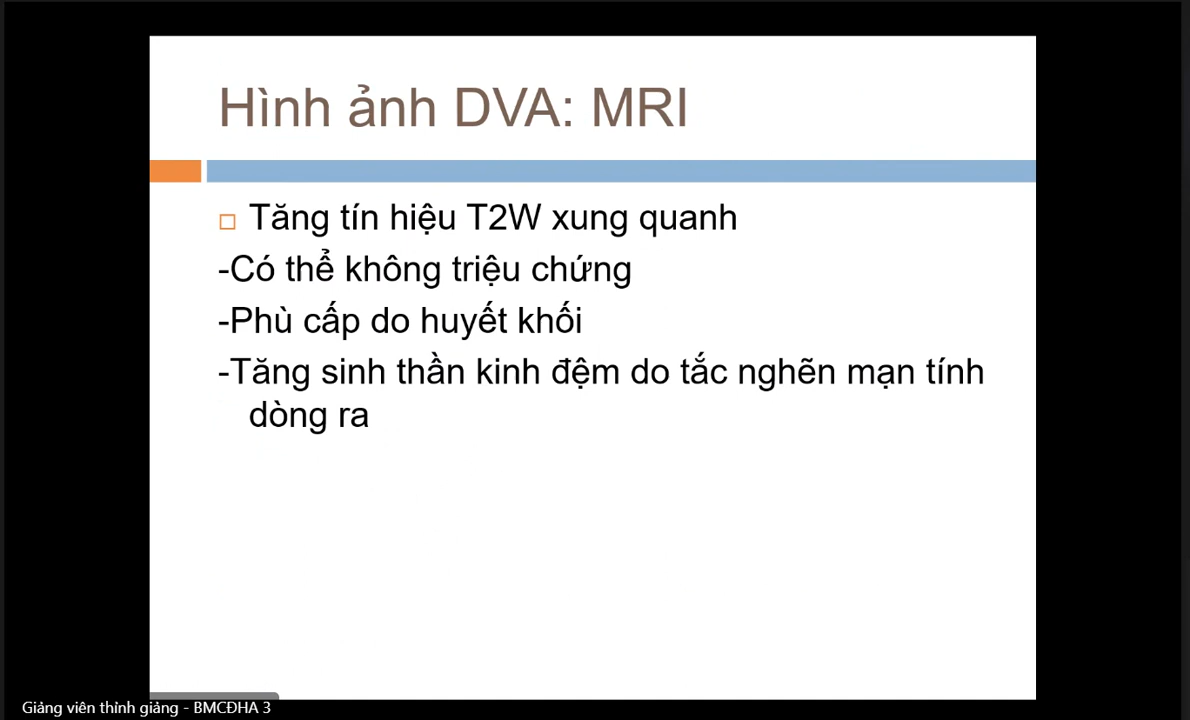 Hình ảnh DVA: MRI
Tăng tín hiệu T2W xung quanh
-Có thể không triệu chứng
-Phù cấp do huyết khối
-Tăng sinh thần kinh đệm do tắc nghẽn mạn tính
dòng ra
Giảng viên thỉnh giảng - BMCĐHA 3